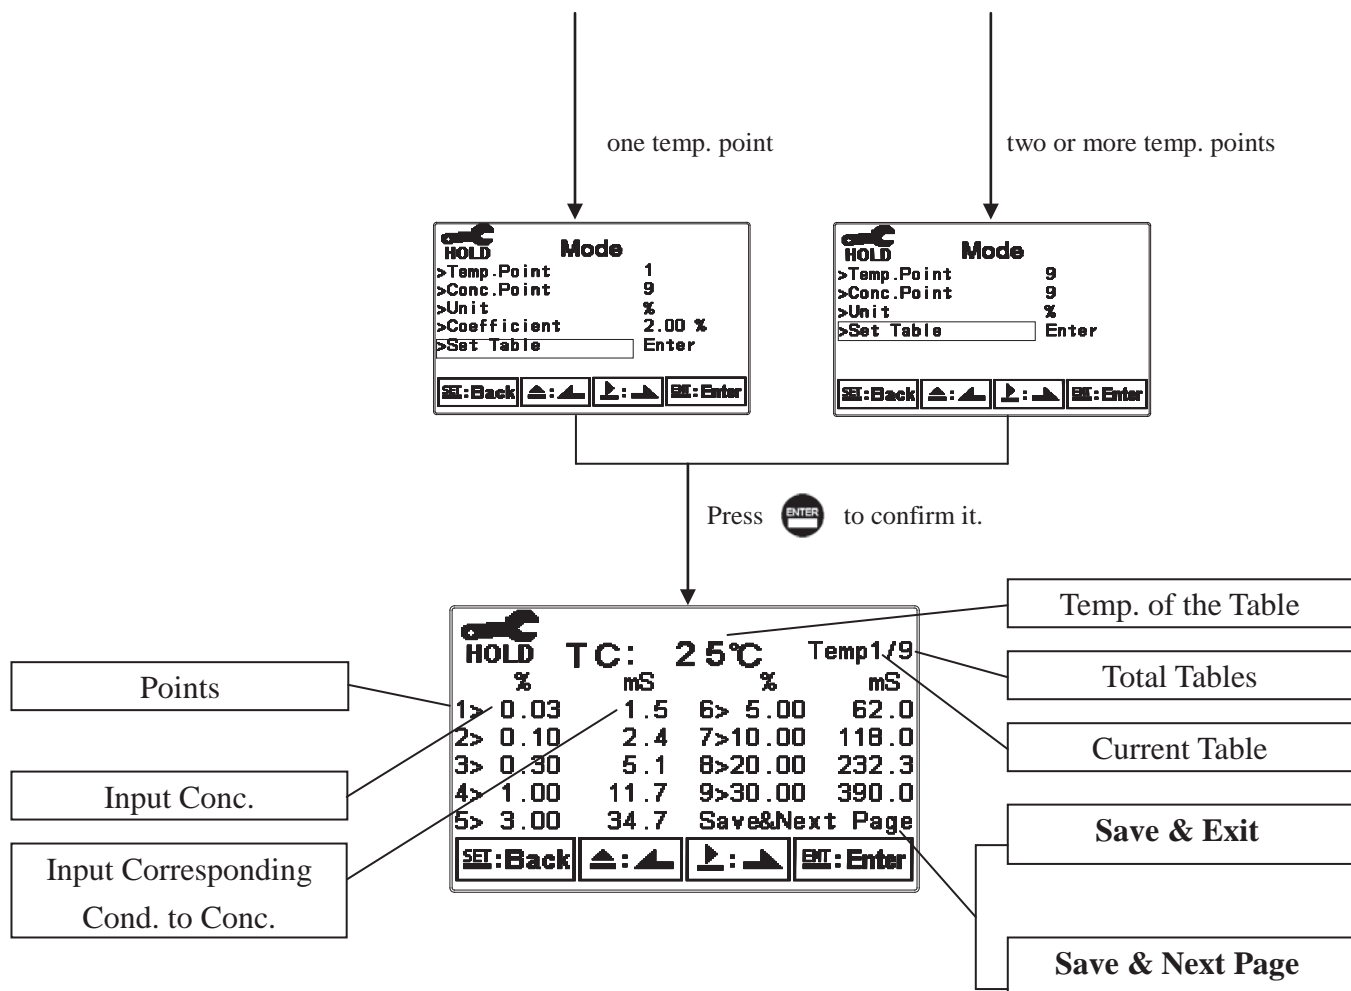 one temp. point
two or more temp. points
HOLD Mode
>Temp.Point 1
>Conc.Point 9
>Unit %
>Coefficient 2.00 %
>Set Table Enter
SET:Back : : ENT:Enter
HOLD Mode
>Temp.Point 9
>Conc.Point 9
>Unit %
>Set Table Enter
SET:Back : : ENT:Enter
Press ENTER to confirm it.
HOLD TC: 25℃ Temp1/9
% mS % mS
1> 0.03 1.5 6> 5.00 62.0
2> 0.10 2.4 7>10.00 118.0
3> 0.30 5.1 8>20.00 232.3
4> 1.00 11.7 9>30.00 390.0
5> 3.00 34.7 Save&Next Page
SET:Back : : ENT:Enter
Points
Input Conc.
Input Corresponding
Cond. to Conc.
Temp. of the Table
Total Tables
Current Table
Save & Exit
Save & Next Page